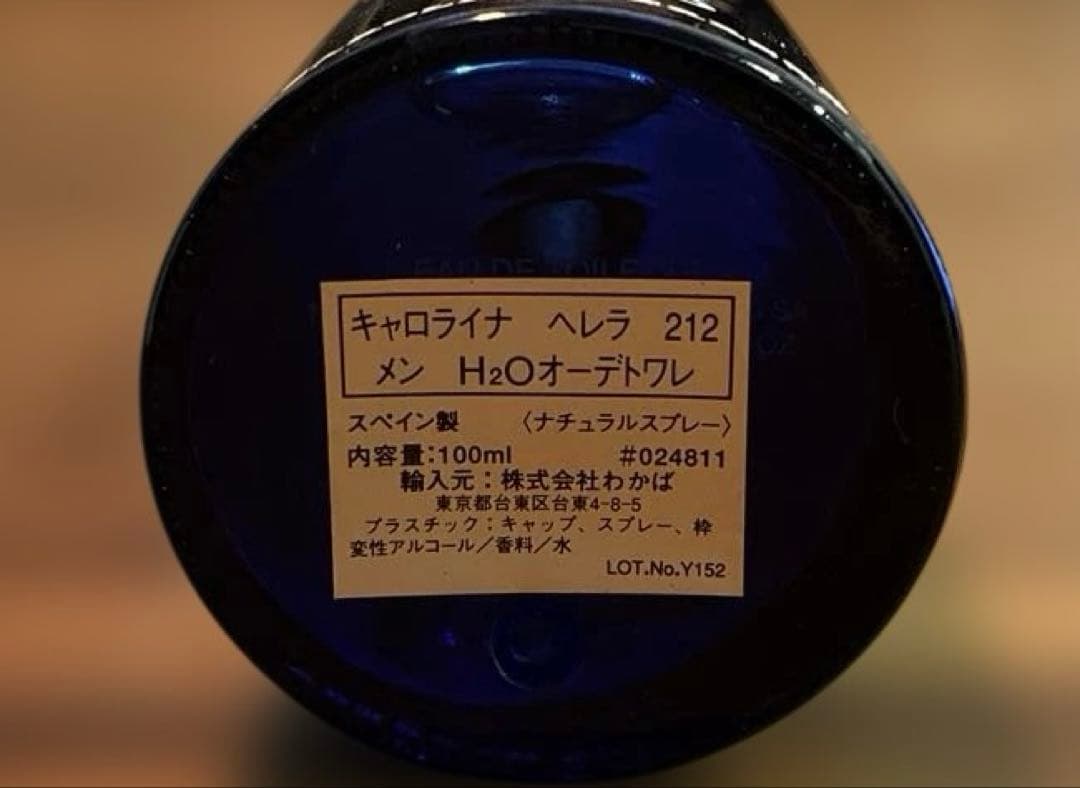 EAU DE TOILE
キャロライナ ヘレラ 212
メン H₂Oオーデトワレ
スペイン製 〈ナチュラルスプレー〉
内容量:100ml #024811
輸入元:株式会社わかば
東京都台東区台東4-8-5
プラスチック:キャップ、スプレー、枠
変性アルコール/香料/水
LOT.No.Y152